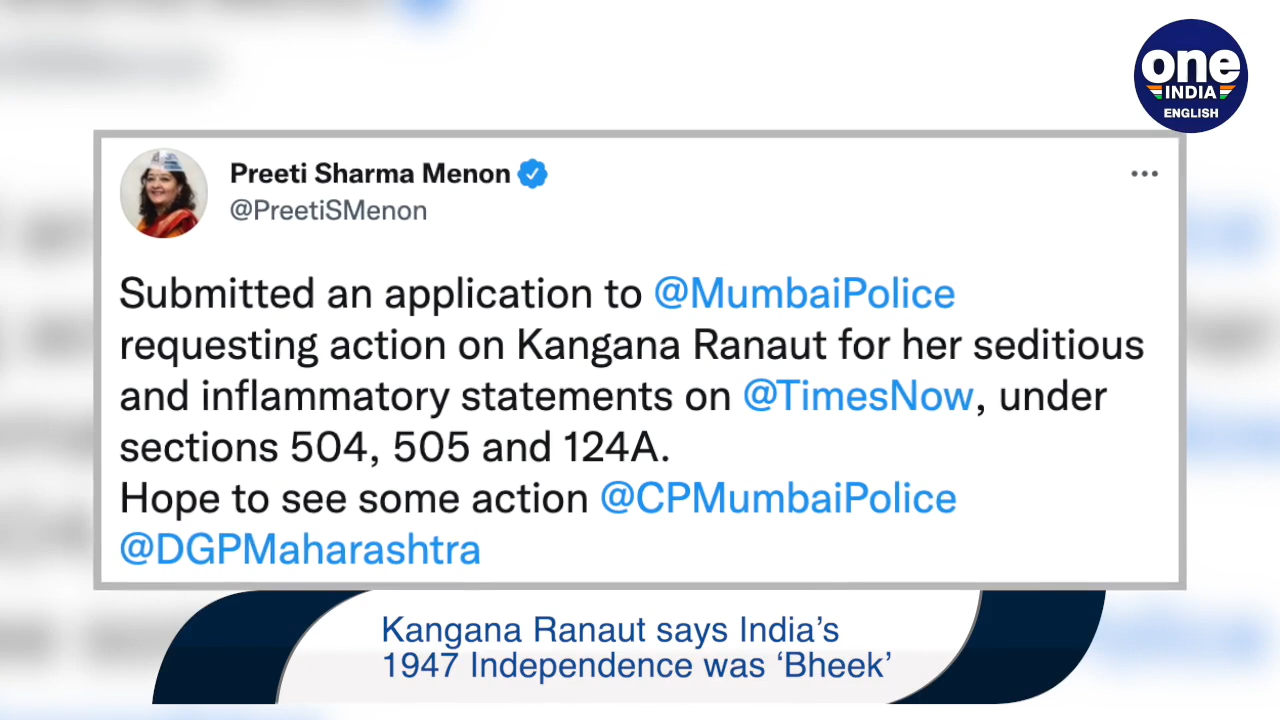 one
INDIA
ENGLISH
Preeti Sharma Menon
@PreetiSMenon
Submitted an application to @MumbaiPolice
requesting action on Kangana Ranaut for her seditious
and inflammatory statements on @TimesNow, under
sections 504, 505 and 124A.
Hope to see some action @CPMumbaiPolice
@DGPMaharashtra
Kangana Ranaut says India’s
1947 Independence was ‘Bheek’